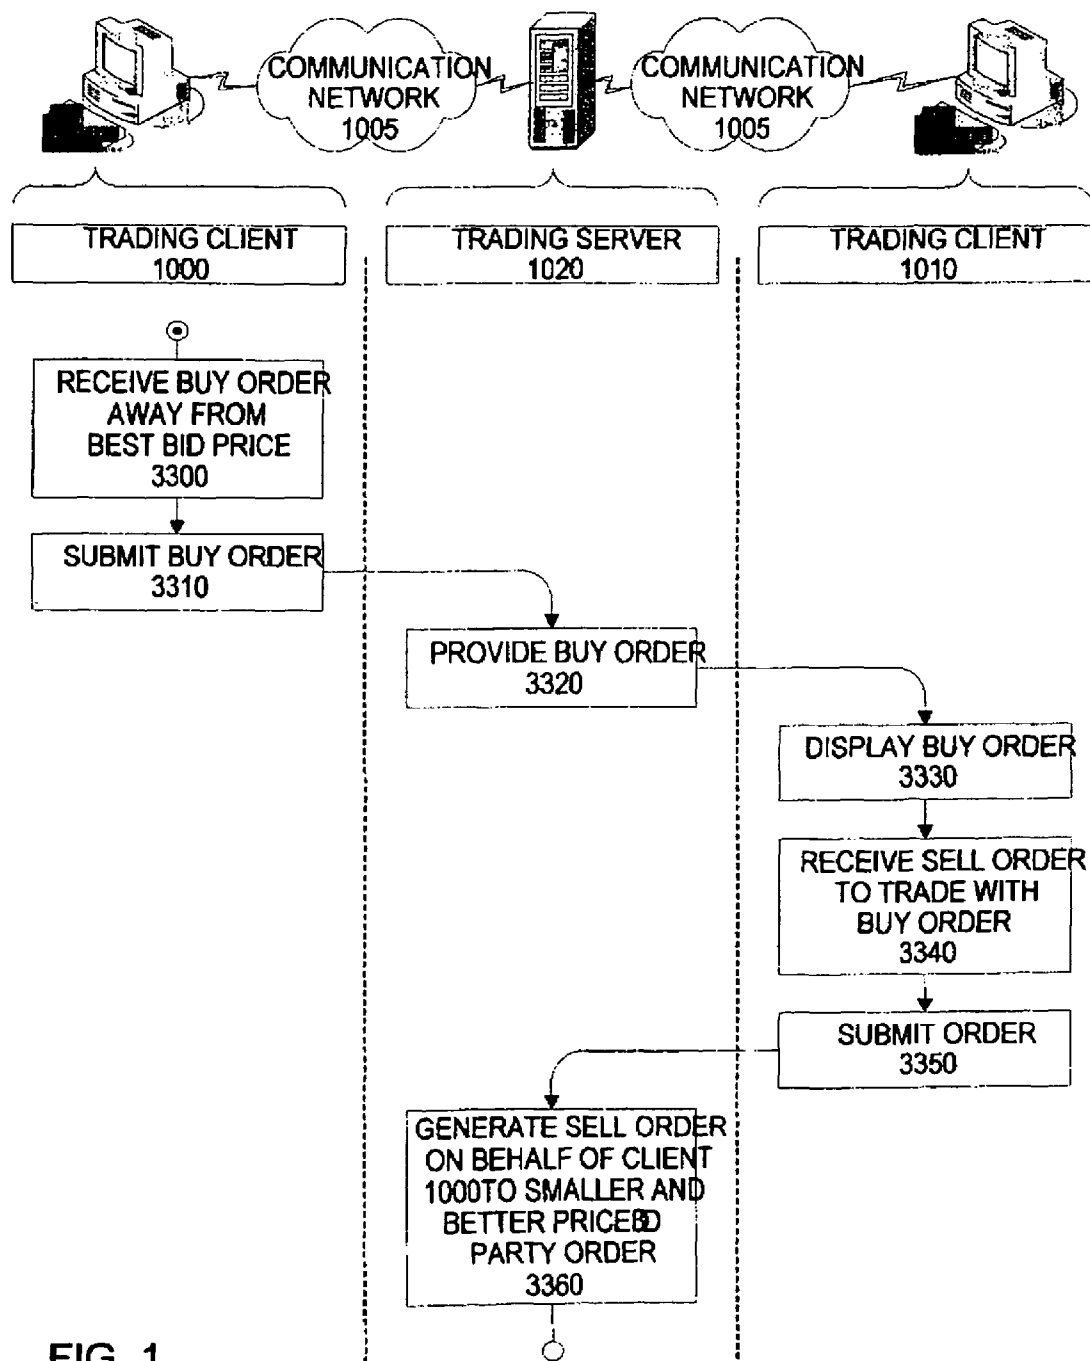 COMMUNICATION
NETWORK
1005
COMMUNICATION
NETWORK
1005
TRADING CLIENT
1000
TRADING SERVER
1020
TRADING CLIENT
1010
RECEIVE BUY ORDER
AWAY FROM
BEST BID PRICE
3300
SUBMIT BUY ORDER
3310
PROVIDE BUY ORDER
3320
DISPLAY BUY ORDER
3330
RECEIVE SELL ORDER
TO TRADE WITH
BUY ORDER
3340
SUBMIT ORDER
3350
GENERATE SELL ORDER
ON BEHALF OF CLIENT
1000TO SMALLER AND
BETTER
PARTY ORDER
3360
FIG. 1